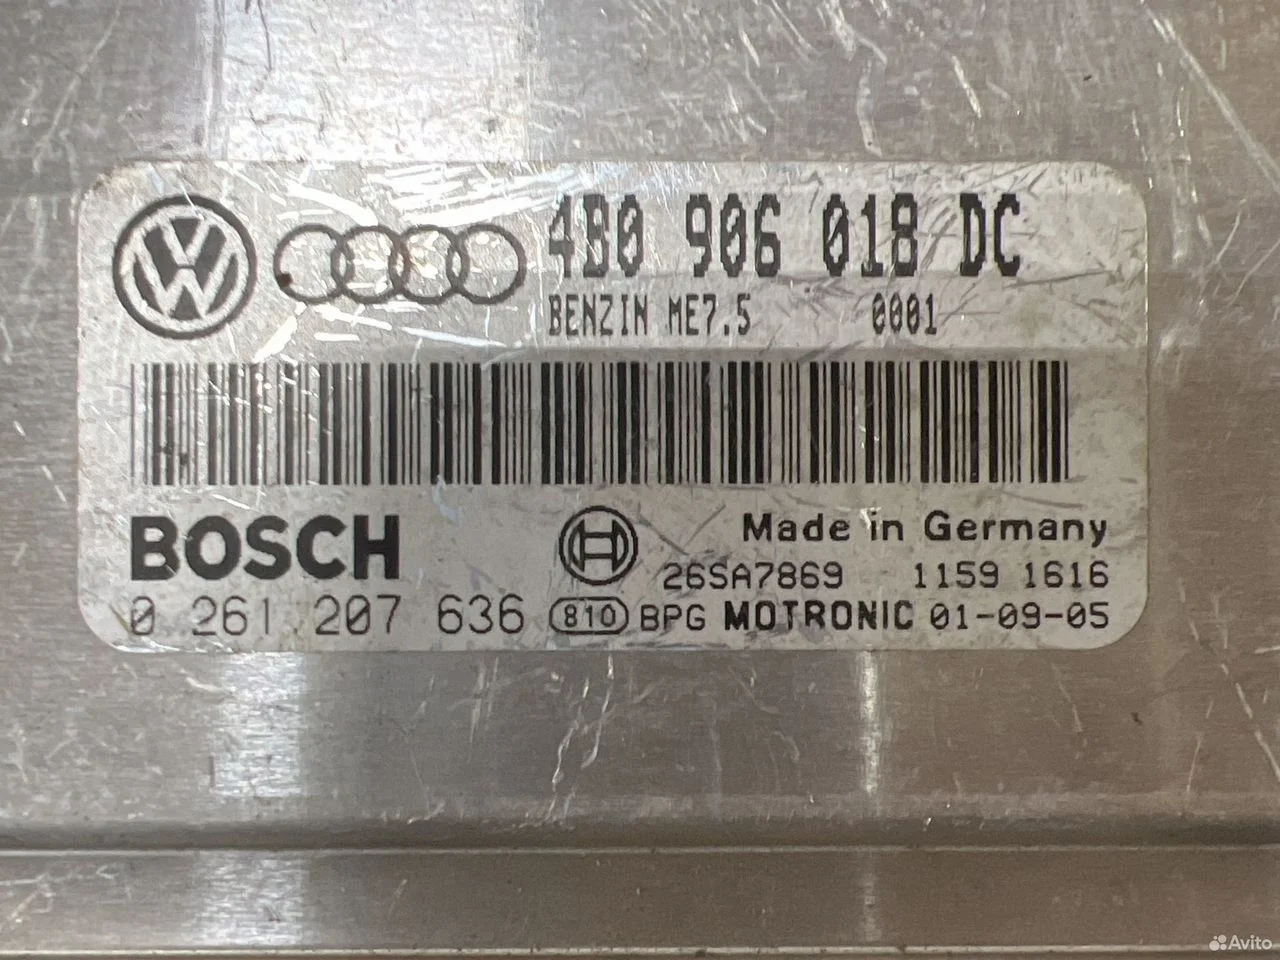 4B0 906 018 DC
BENZIN ME7.5 0001
BOSCH
Made in Germany
26SA7869 1159 1616
0 261 207 636 810 BPG MOTRONIC 01-09-05
Avito